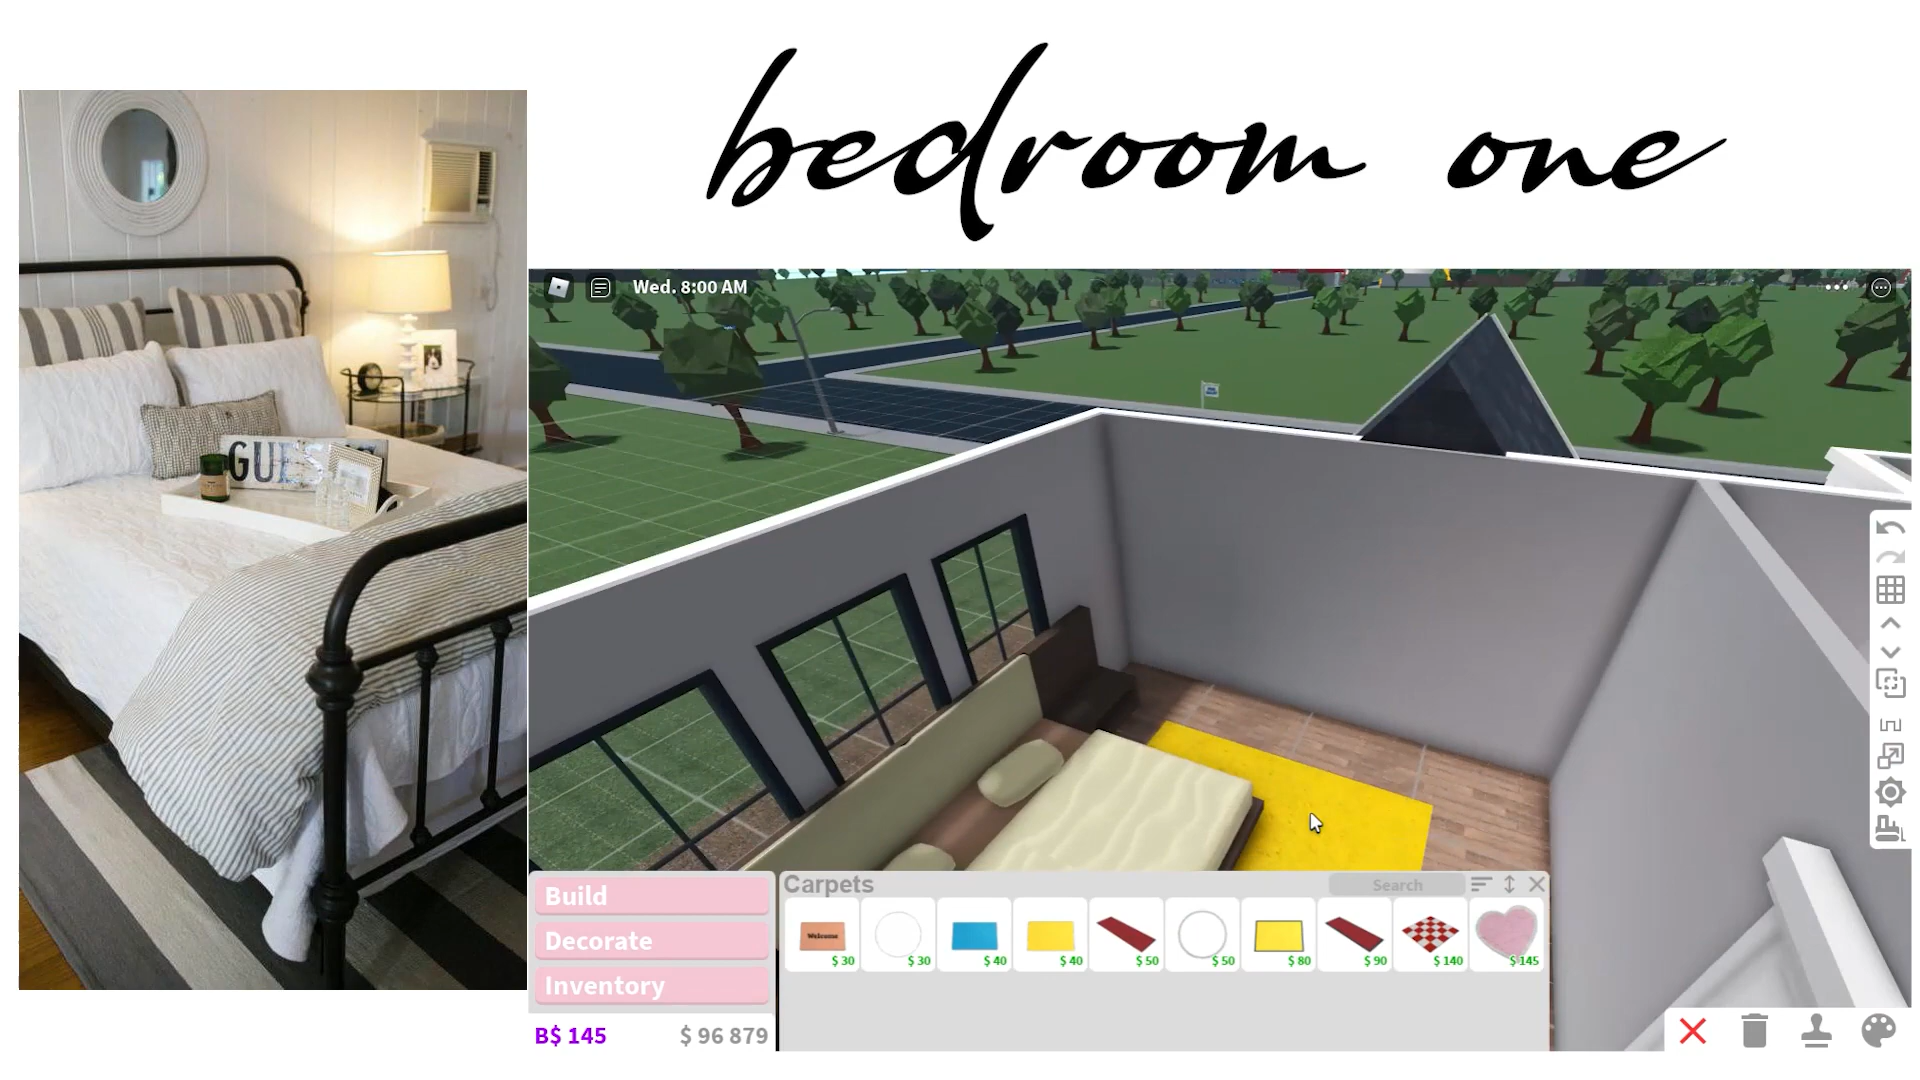 bedroom one
Wed. 8:00 AM
Build
Decorate
Inventory
B$ 145
$ 96 879
Carpets
Search
Welcome
$ 30
$ 30
$ 40
$ 40
$ 50
$ 50
$ 80
$ 90
$ 140
$ 145